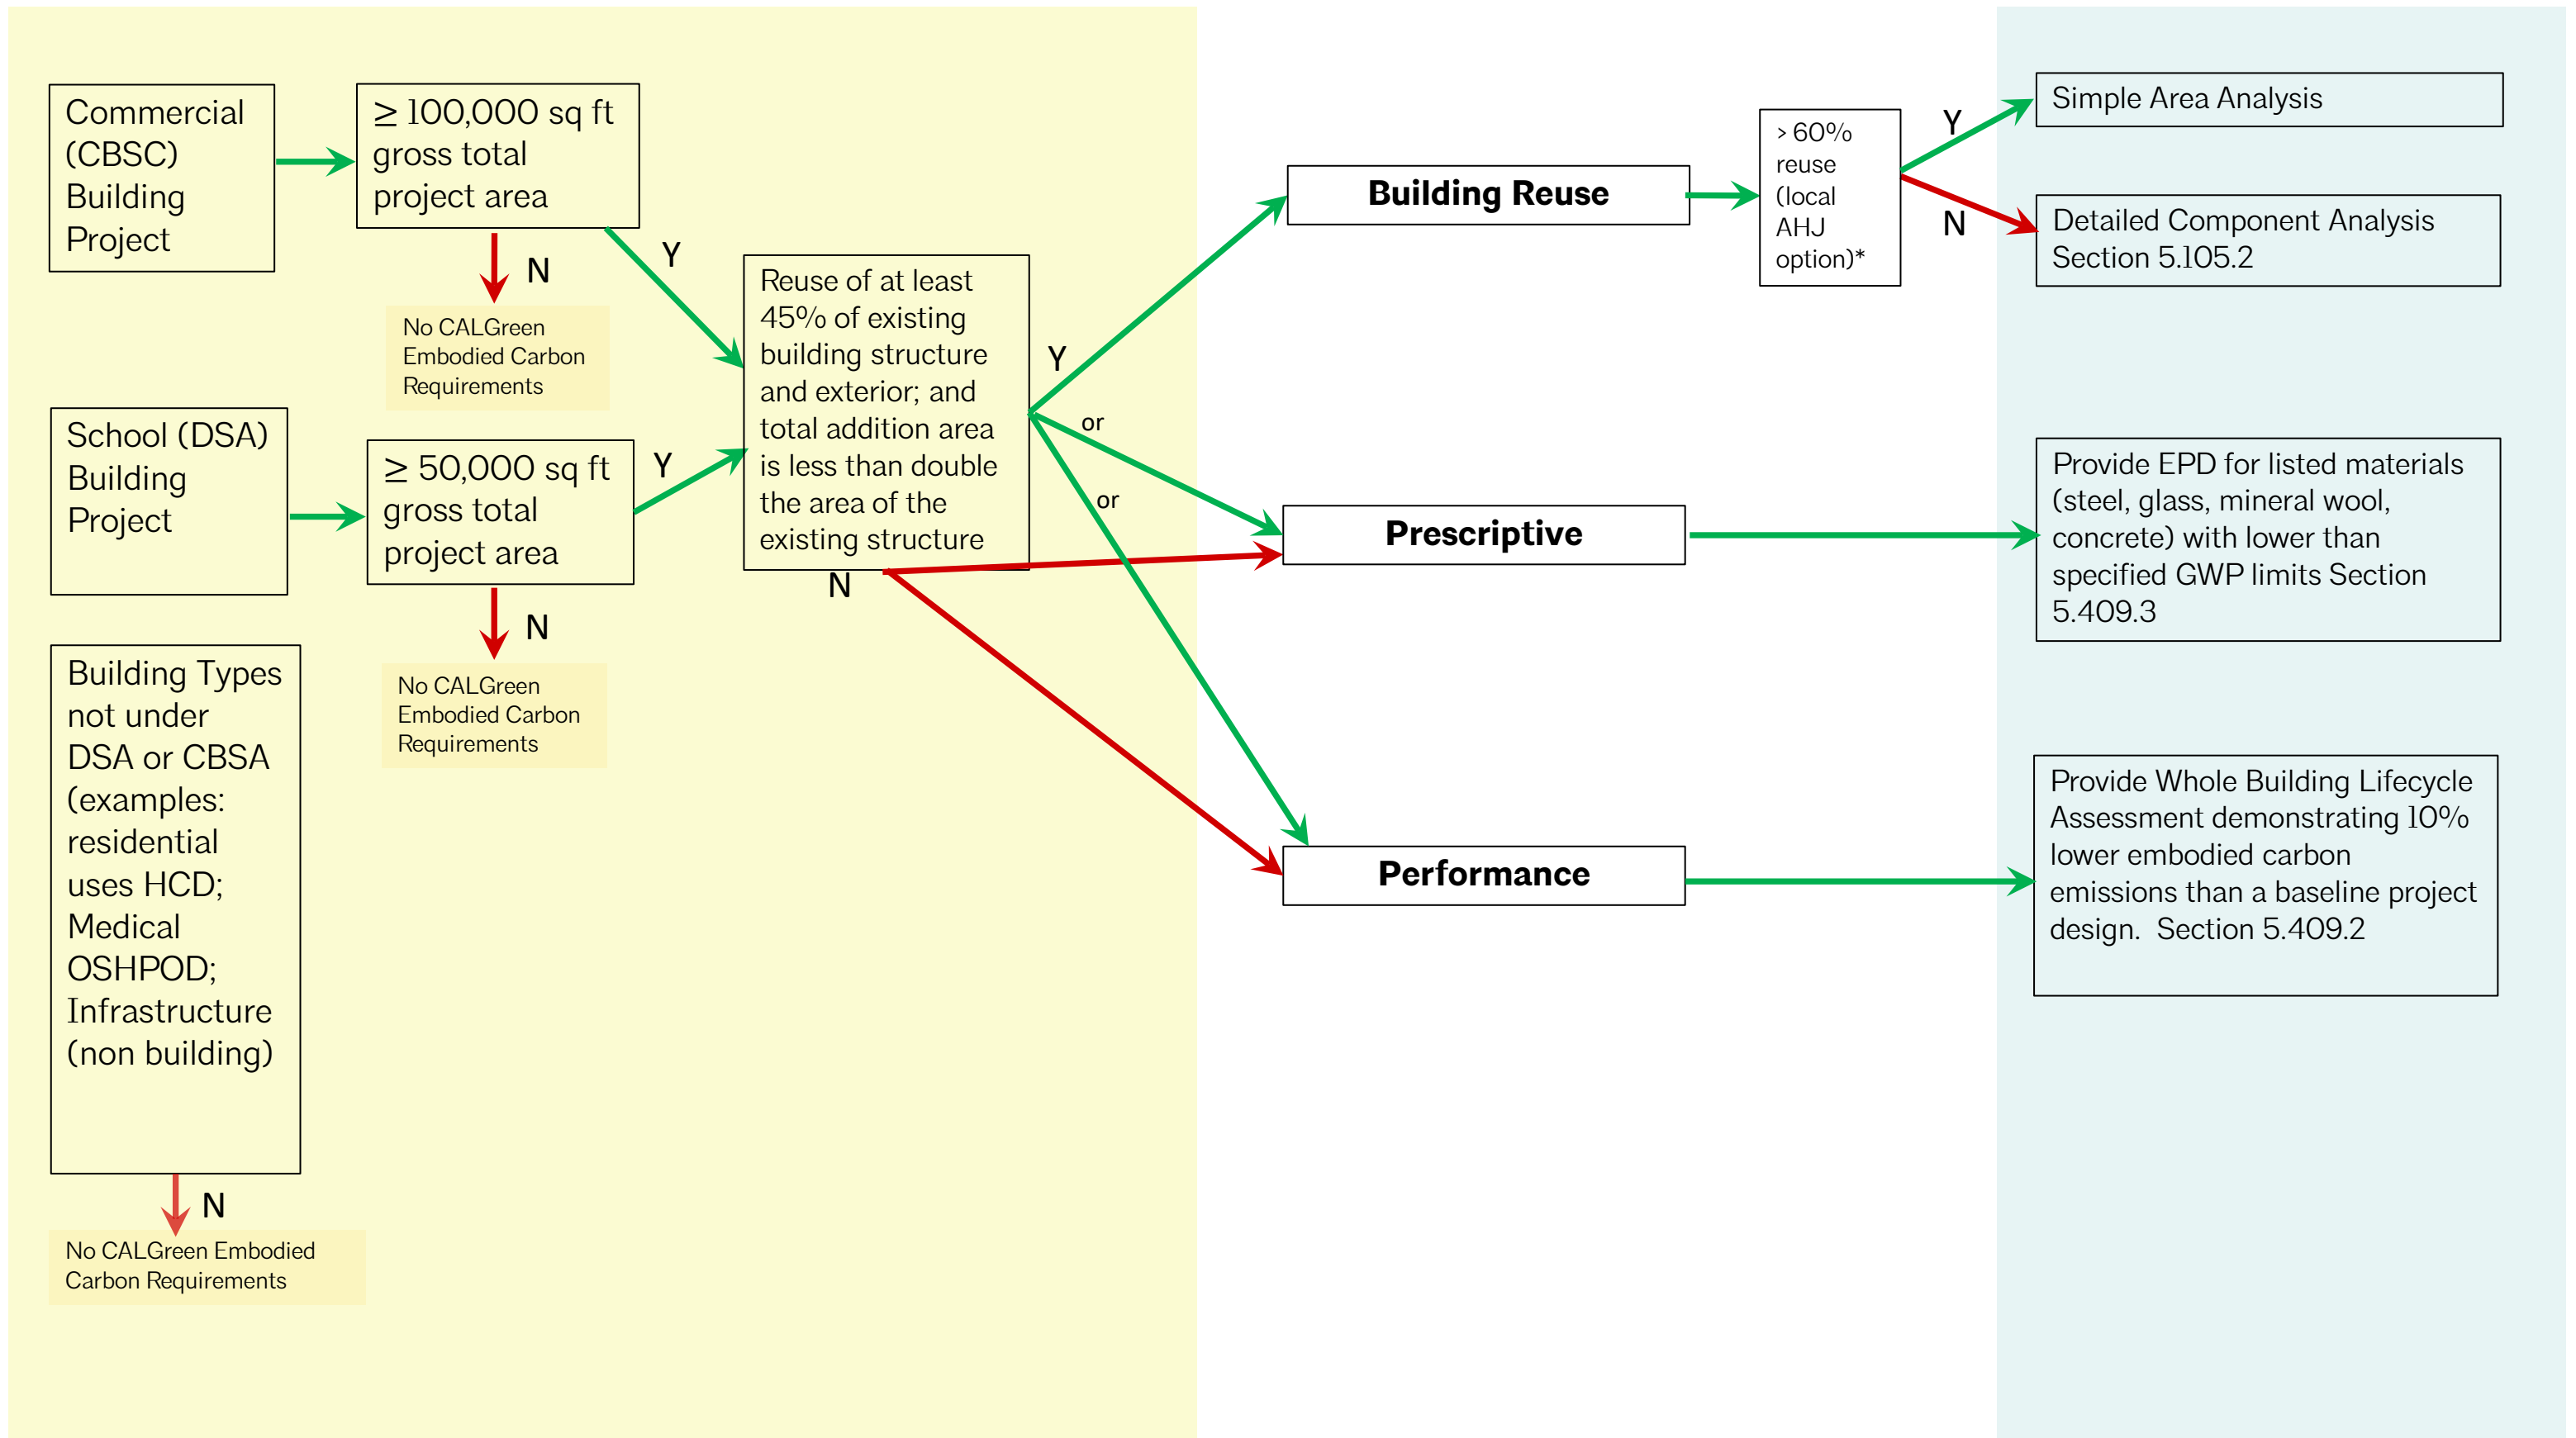 Commercial
(CBSC)
Building
Project
≥ 100,000 sq ft
gross total
project area
Y
N
No CALGreen
Embodied Carbon
Requirements
School (DSA)
Building
Project
≥ 50,000 sq ft
gross total
project area
Y
N
No CALGreen
Embodied Carbon
Requirements
Building Types
not under
DSA or CBSA
(examples:
residential
uses HCD;
Medical
OSHPOD;
Infrastructure
(non building)
N
No CALGreen Embodied
Carbon Requirements
Reuse of at least
45% of existing
building structure
and exterior; and
total addition area
is less than double
the area of the
existing structure
Y
or
or
N
Building Reuse
> 60%
reuse
(local
AHJ
option)*
Y
N
Simple Area Analysis
Detailed Component Analysis
Section 5.105.2
Prescriptive
Provide EPD for listed materials
(steel, glass, mineral wool,
concrete) with lower than
specified GWP limits Section
5.409.3
Performance
Provide Whole Building Lifecycle
Assessment demonstrating 10%
lower embodied carbon
emissions than a baseline project
design.  Section 5.409.2